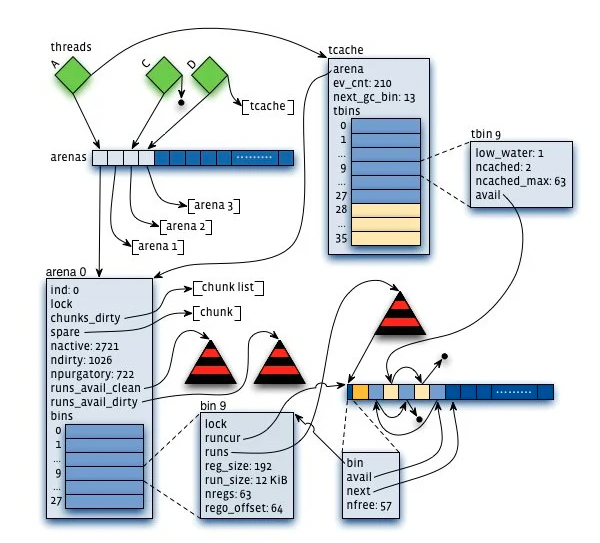 threads
A
C
D
[tcache]
tcache
arena
ev_cnt: 210
next_gc_bin: 13
tbins
0
1
...
9
...
27
28
...
35
tbin 9
low_water: 1
ncached: 2
ncached_max: 63
avail
arenas
.........
[arena 3]
[arena 2]
[arena 1]
arena 0
ind: 0
lock
chunks_dirty
spare
nactive: 2721
ndirty: 1026
npurgatory: 722
runs_avail_clean
runs_avail_dirty
bins
0
1
...
9
...
27
[chunk list]
[chunk]
bin 9
lock
runcur
runs
reg_size: 192
run_size: 12 KiB
nregs: 63
reg0_offset: 64
.........
bin
avail
next
nfree: 57